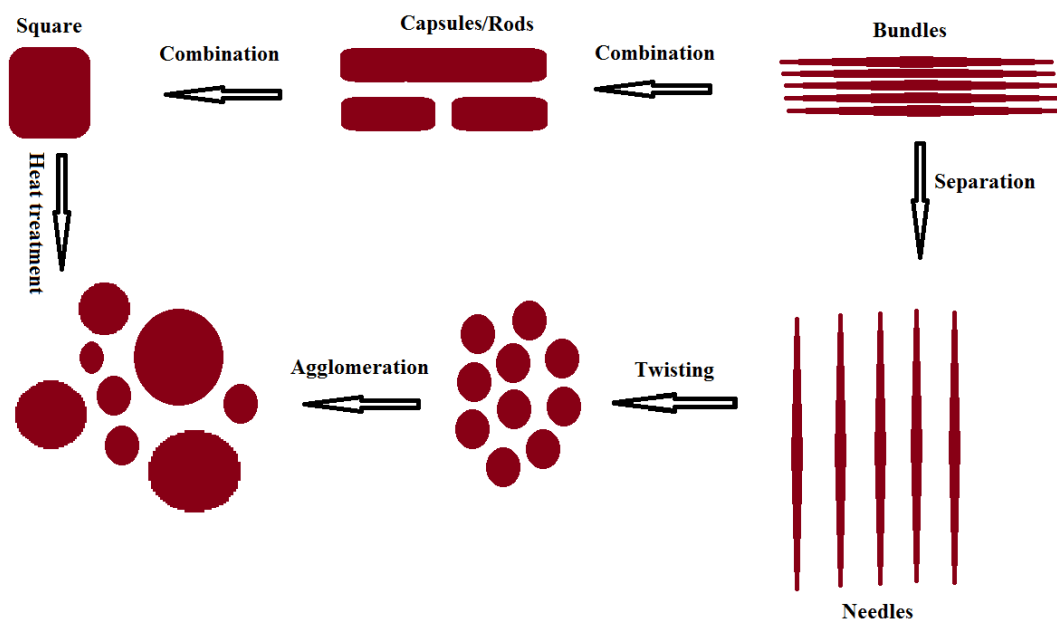 Square
Capsules/Rods
Bundles
Combination
Combination
Heat treatment
Separation
Agglomeration
Twisting
Needles